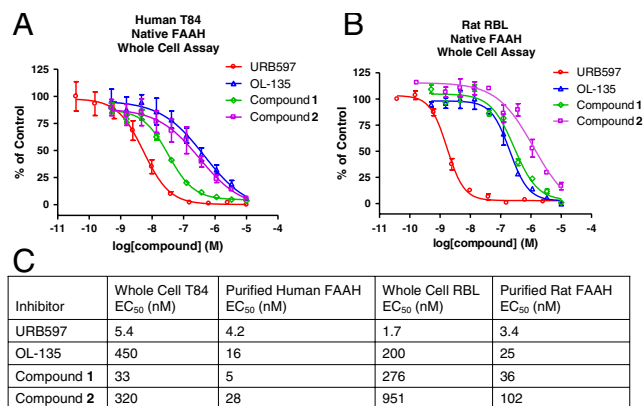 A
Human T84
Native FAAH
Whole Cell Assay
URB597
OL-135
Compound 1
Compound 2
% of Control
125
100
75
50
25
0
-11 -10 -9 -8 -7 -6 -5 -4
log[compound] (M)
B
Rat RBL
Native FAAH
Whole Cell Assay
URB597
OL-135
Compound 1
Compound 2
% of Control
125
100
75
50
25
0
-11 -10 -9 -8 -7 -6 -5 -4
log[compound] (M)
C
Inhibitor Whole Cell T84 EC50 (nM) Purified Human FAAH EC50 (nM) Whole Cell RBL EC50 (nM) Purified Rat FAAH EC50 (nM)
URB597 5.4 4.2 1.7 3.4
OL-135 450 16 200 25
Compound 1 33 5 276 36
Compound 2 320 28 951 102